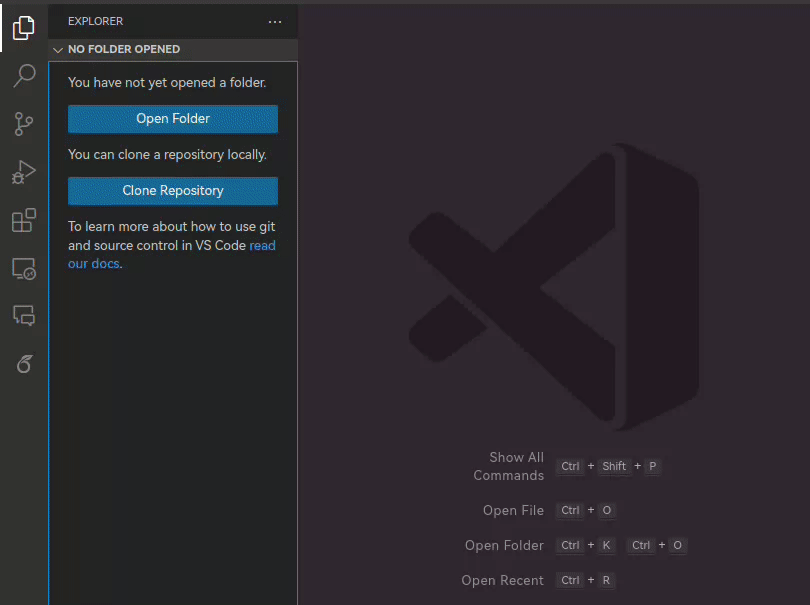 EXPLORER
NO FOLDER OPENED
You have not yet opened a folder.
Open Folder
You can clone a repository locally.
Clone Repository
To learn more about how to use git
and source control in VS Code read
our docs.
Show All
Commands
Ctrl + Shift + P
Open File Ctrl + O
Open Folder Ctrl + K Ctrl + O
Open Recent Ctrl + R